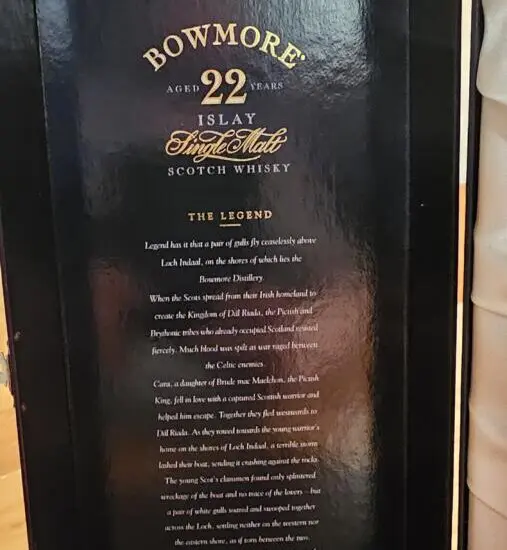 BOWMORE
AGED 22 YEARS
ISLAY
Single Malt
SCOTCH WHISKY
THE LEGEND
Legend has it that a pair of gulls fly ceaselessly above
Loch Indaal, on the shores of which lies the
Bowmore Distillery.
When the Scots spread from their Irish homeland to
create the Kingdom of Dál Riada, the Pictish and
Brythonic tribes who already occupied Scotland resisted
fiercely. Much blood was spilt as war raged between
the Celtic enemies.
Cara, a daughter of Brude mac Maelchon, the Pictish
King, fell in love with a captured Scottish warrior and
helped him escape. Together they fled westwards to
Dál Riada. As they rowed towards the young warrior's
home on the shores of Loch Indaal, a terrible storm
lashed their boat, sending it crashing against the rocks.
The young Scot's clansmen found only splintered
wreckage of the boat and no trace of the lovers – but
a pair of white gulls soared and swooped together
across the Loch, settling neither on the western nor
the eastern shore, as if torn between the two.